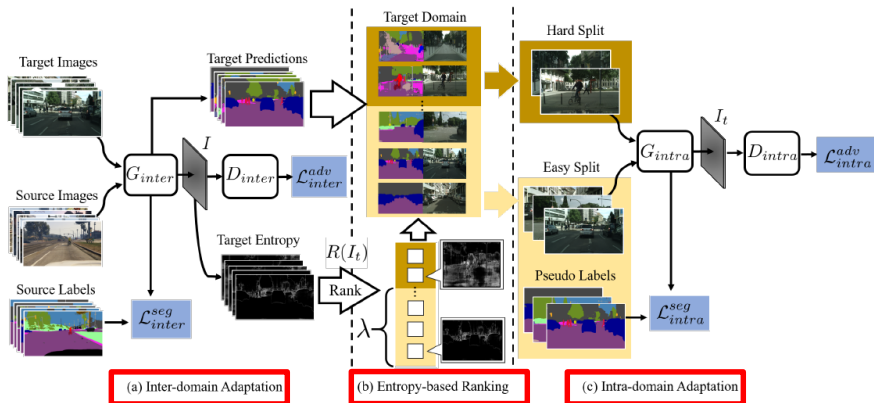 Target Images
Target Predictions
Target Domain
Hard Split
I
G_inter
D_inter
L^adv_inter
I_t
G_intra
D_intra
L^adv_intra
Source Images
Easy Split
Target Entropy
R(I_t)
Rank
Source Labels
L^seg_inter
λ
Pseudo Labels
L^seg_intra
(a) Inter-domain Adaptation
(b) Entropy-based Ranking
(c) Intra-domain Adaptation